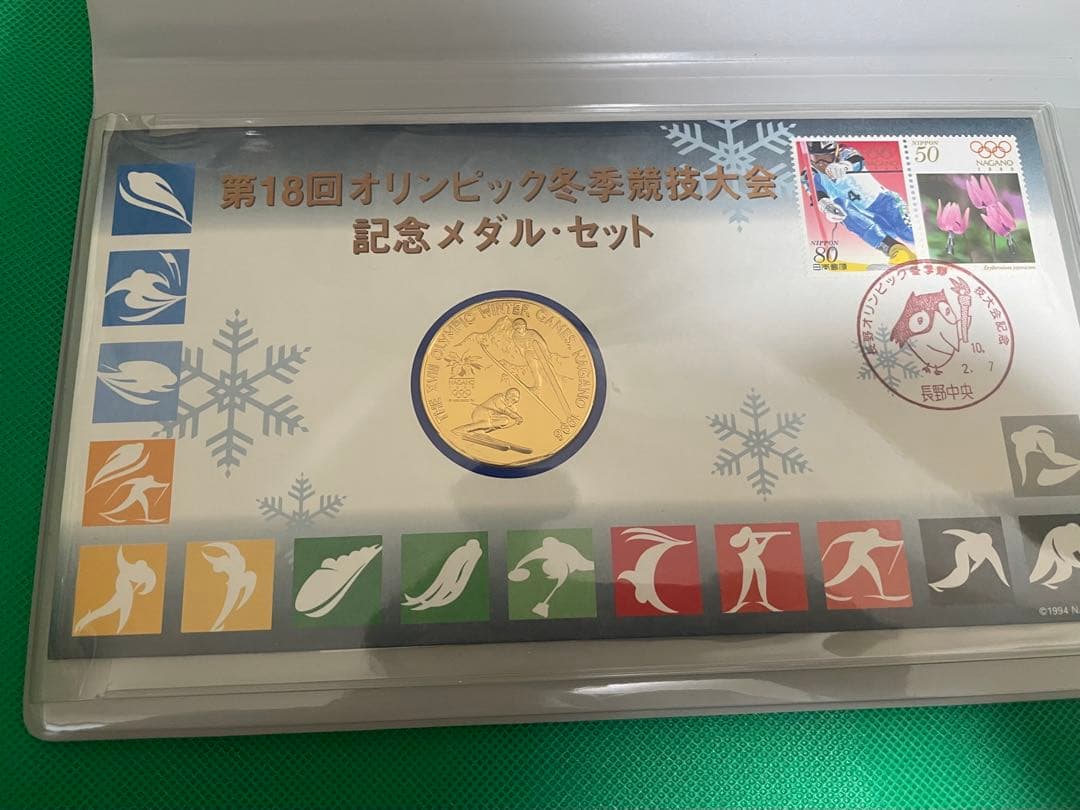 第18回オリンピック冬季競技大会
記念メダル・セット
NIPPON
80
日本郵便
NIPPON
50
NAGANO
1998
Erythronium japonicum
長野オリンピック冬季競技大会記念
10.
2. 7
長野中央
THE XVIII OLYMPIC WINTER GAMES, NAGANO 1998
NAGANO
©1994 N